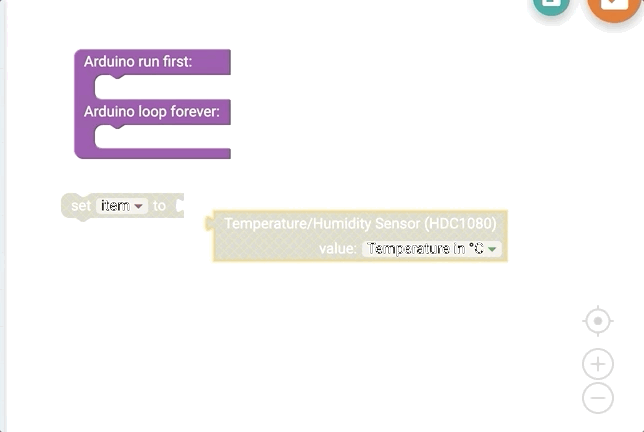 Arduino run first:
Arduino loop forever:
set item to
Temperature/Humidity Sensor (HDC1080)
value: Temperature in °C